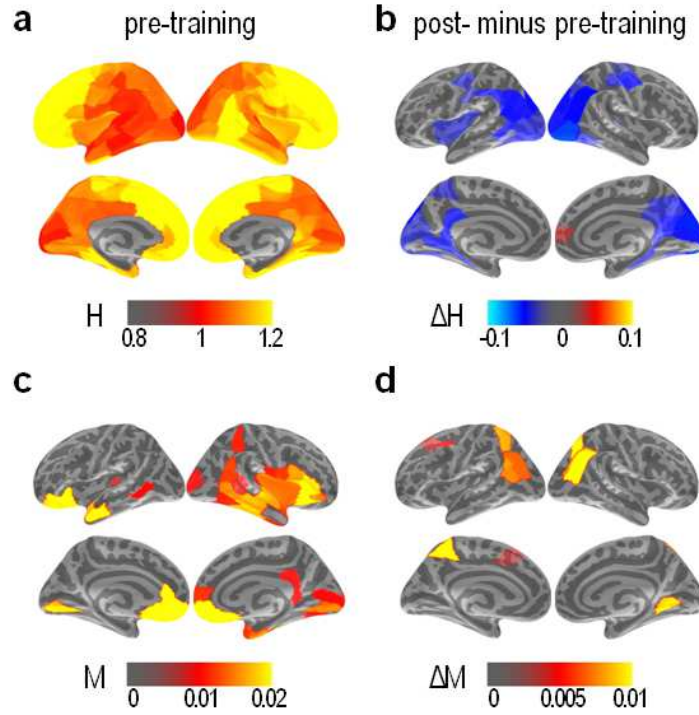 a pre-training
b post- minus pre-training
H 0.8 1 1.2
ΔH -0.1 0 0.1
c
d
M 0 0.01 0.02
ΔM 0 0.005 0.01